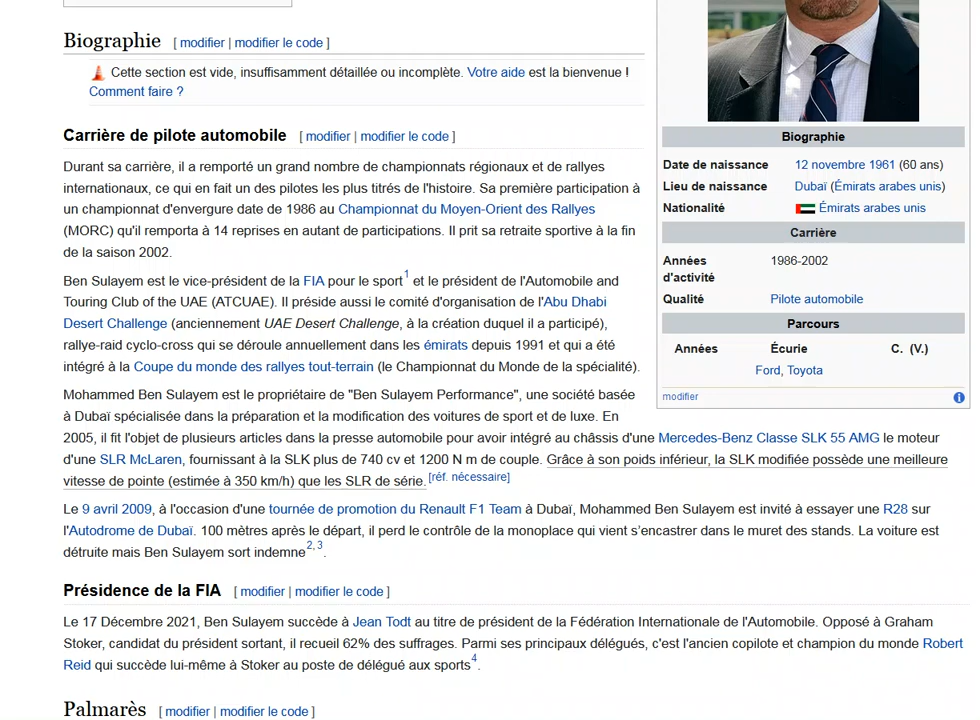 Biographie [ modifier | modifier le code ]
Cette section est vide, insuffisamment détaillée ou incomplète. Votre aide est la bienvenue !
Comment faire ?
Carrière de pilote automobile [ modifier | modifier le code ]
Durant sa carrière, il a remporté un grand nombre de championnats régionaux et de rallyes
internationaux, ce qui en fait un des pilotes les plus titrés de l'histoire. Sa première participation à
un championnat d'envergure date de 1986 au Championnat du Moyen-Orient des Rallyes
(MORC) qu'il remporta à 14 reprises en autant de participations. Il prit sa retraite sportive à la fin
de la saison 2002.
Ben Sulayem est le vice-président de la FIA pour le sport1 et le président de l'Automobile and
Touring Club of the UAE (ATCUAE). Il préside aussi le comité d'organisation de l'Abu Dhabi
Desert Challenge (anciennement UAE Desert Challenge, à la création duquel il a participé),
rallye-raid cyclo-cross qui se déroule annuellement dans les émirats depuis 1991 et qui a été
intégré à la Coupe du monde des rallyes tout-terrain (le Championnat du Monde de la spécialité).
Mohammed Ben Sulayem est le propriétaire de "Ben Sulayem Performance", une société basée
à Dubaï spécialisée dans la préparation et la modification des voitures de sport et de luxe. En
2005, il fit l'objet de plusieurs articles dans la presse automobile pour avoir intégré au châssis d'une Mercedes-Benz Classe SLK 55 AMG le moteur
d'une SLR McLaren, fournissant à la SLK plus de 740 cv et 1200 N m de couple. Grâce à son poids inférieur, la SLK modifiée possède une meilleure
vitesse de pointe (estimée à 350 km/h) que les SLR de série.[réf. nécessaire]
Le 9 avril 2009, à l'occasion d'une tournée de promotion du Renault F1 Team à Dubaï, Mohammed Ben Sulayem est invité à essayer une R28 sur
l'Autodrome de Dubaï. 100 mètres après le départ, il perd le contrôle de la monoplace qui vient s'encastrer dans le muret des stands. La voiture est
détruite mais Ben Sulayem sort indemne2, 3.
Présidence de la FIA [ modifier | modifier le code ]
Le 17 Décembre 2021, Ben Sulayem succède à Jean Todt au titre de président de la Fédération Internationale de l'Automobile. Opposé à Graham
Stoker, candidat du président sortant, il recueil 62% des suffrages. Parmi ses principaux délégués, c'est l'ancien copilote et champion du monde Robert
Reid qui succède lui-même à Stoker au poste de délégué aux sports4.
Palmarès [ modifier | modifier le code ]
Biographie
Date de naissance 12 novembre 1961 (60 ans)
Lieu de naissance Dubaï (Émirats arabes unis)
Nationalité Émirats arabes unis
Carrière
Années 1986-2002
d'activité
Qualité Pilote automobile
Parcours
Années Écurie C. (V.)
Ford, Toyota
modifier